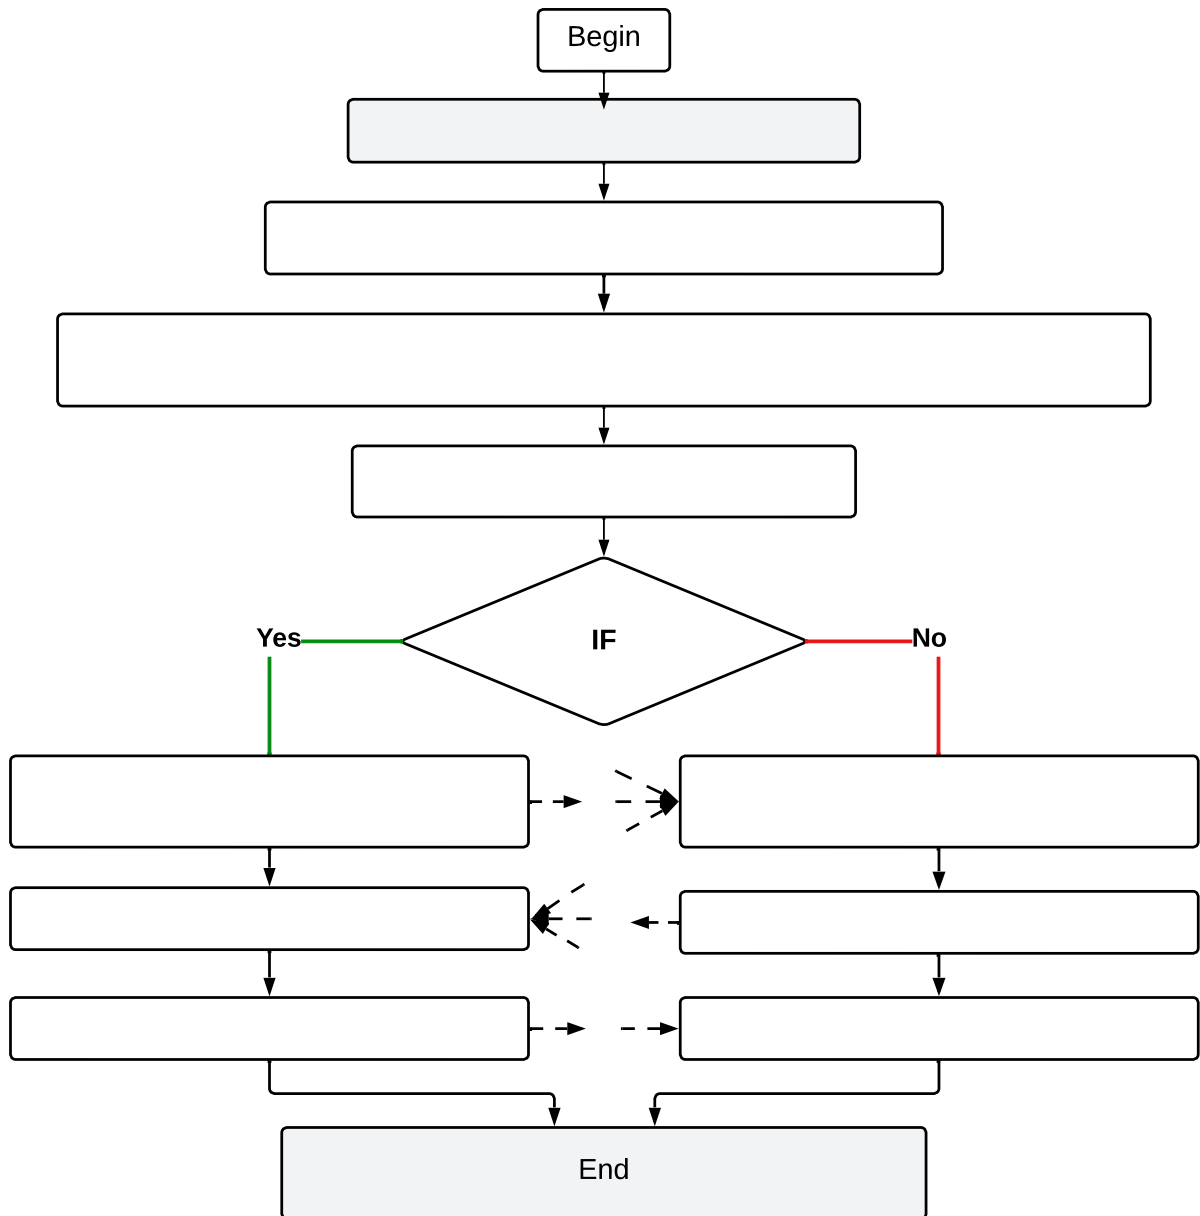 Begin
IF
Yes
No
End